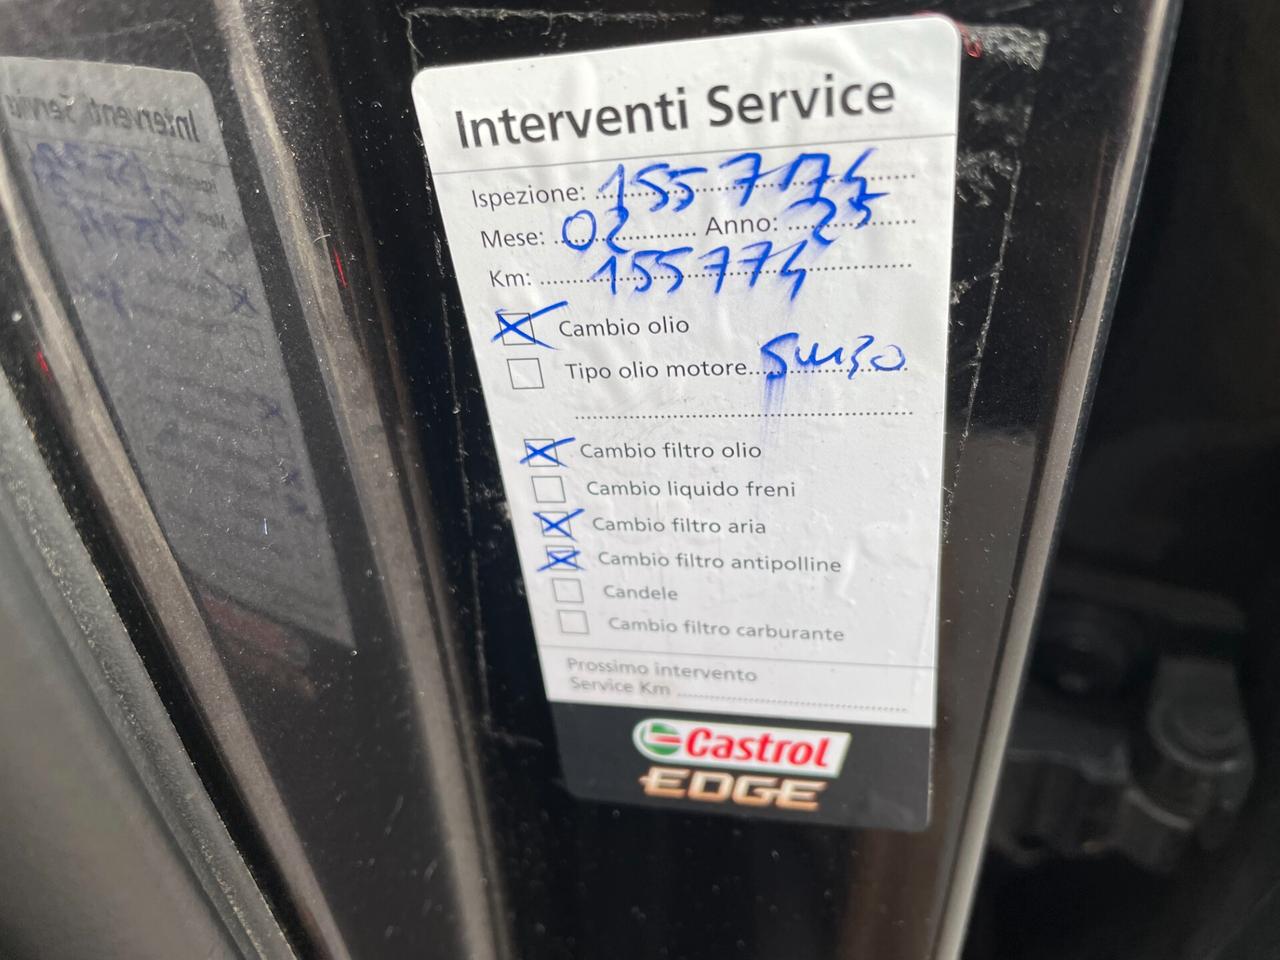 Interventi Service
Ispezione: 155774
Mese: 02 Anno: 25
Km: 155774
Cambio olio
Tipo olio motore 5w30
Cambio filtro olio
Cambio liquido freni
Cambio filtro aria
Cambio filtro antipolline
Candele
Cambio filtro carburante
Prossimo intervento
Service Km
Castrol
EDGE